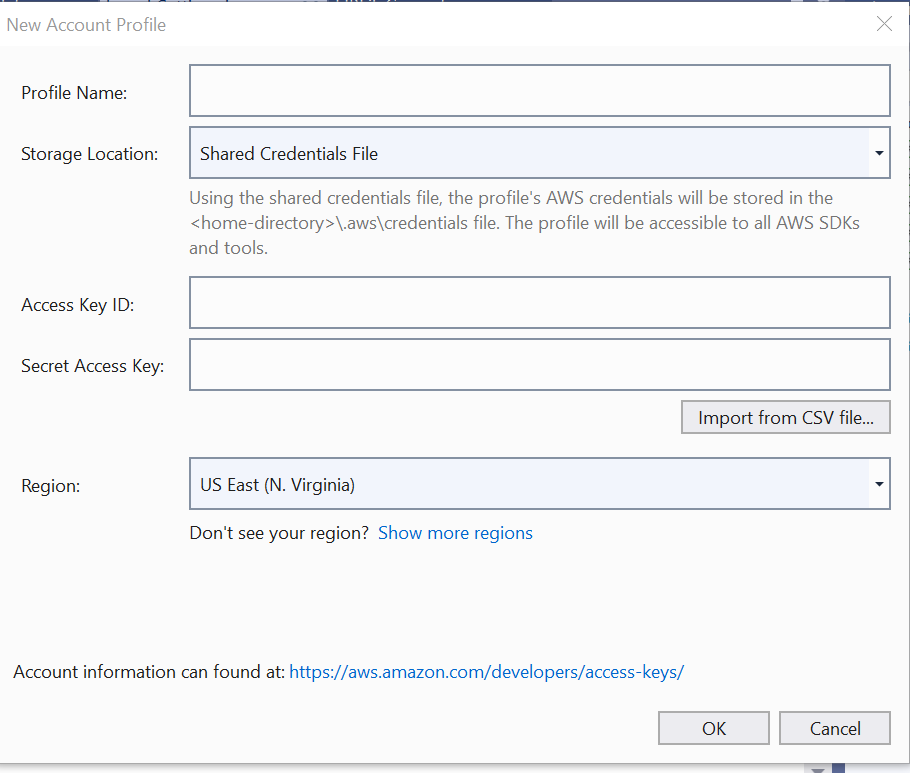 New Account Profile
Profile Name:
Storage Location:
Shared Credentials File
Using the shared credentials file, the profile's AWS credentials will be stored in the
<home-directory>\.aws\credentials file. The profile will be accessible to all AWS SDKs
and tools.
Access Key ID:
Secret Access Key:
Import from CSV file...
Region:
US East (N. Virginia)
Don't see your region? Show more regions
Account information can found at: https://aws.amazon.com/developers/access-keys/
OK
Cancel